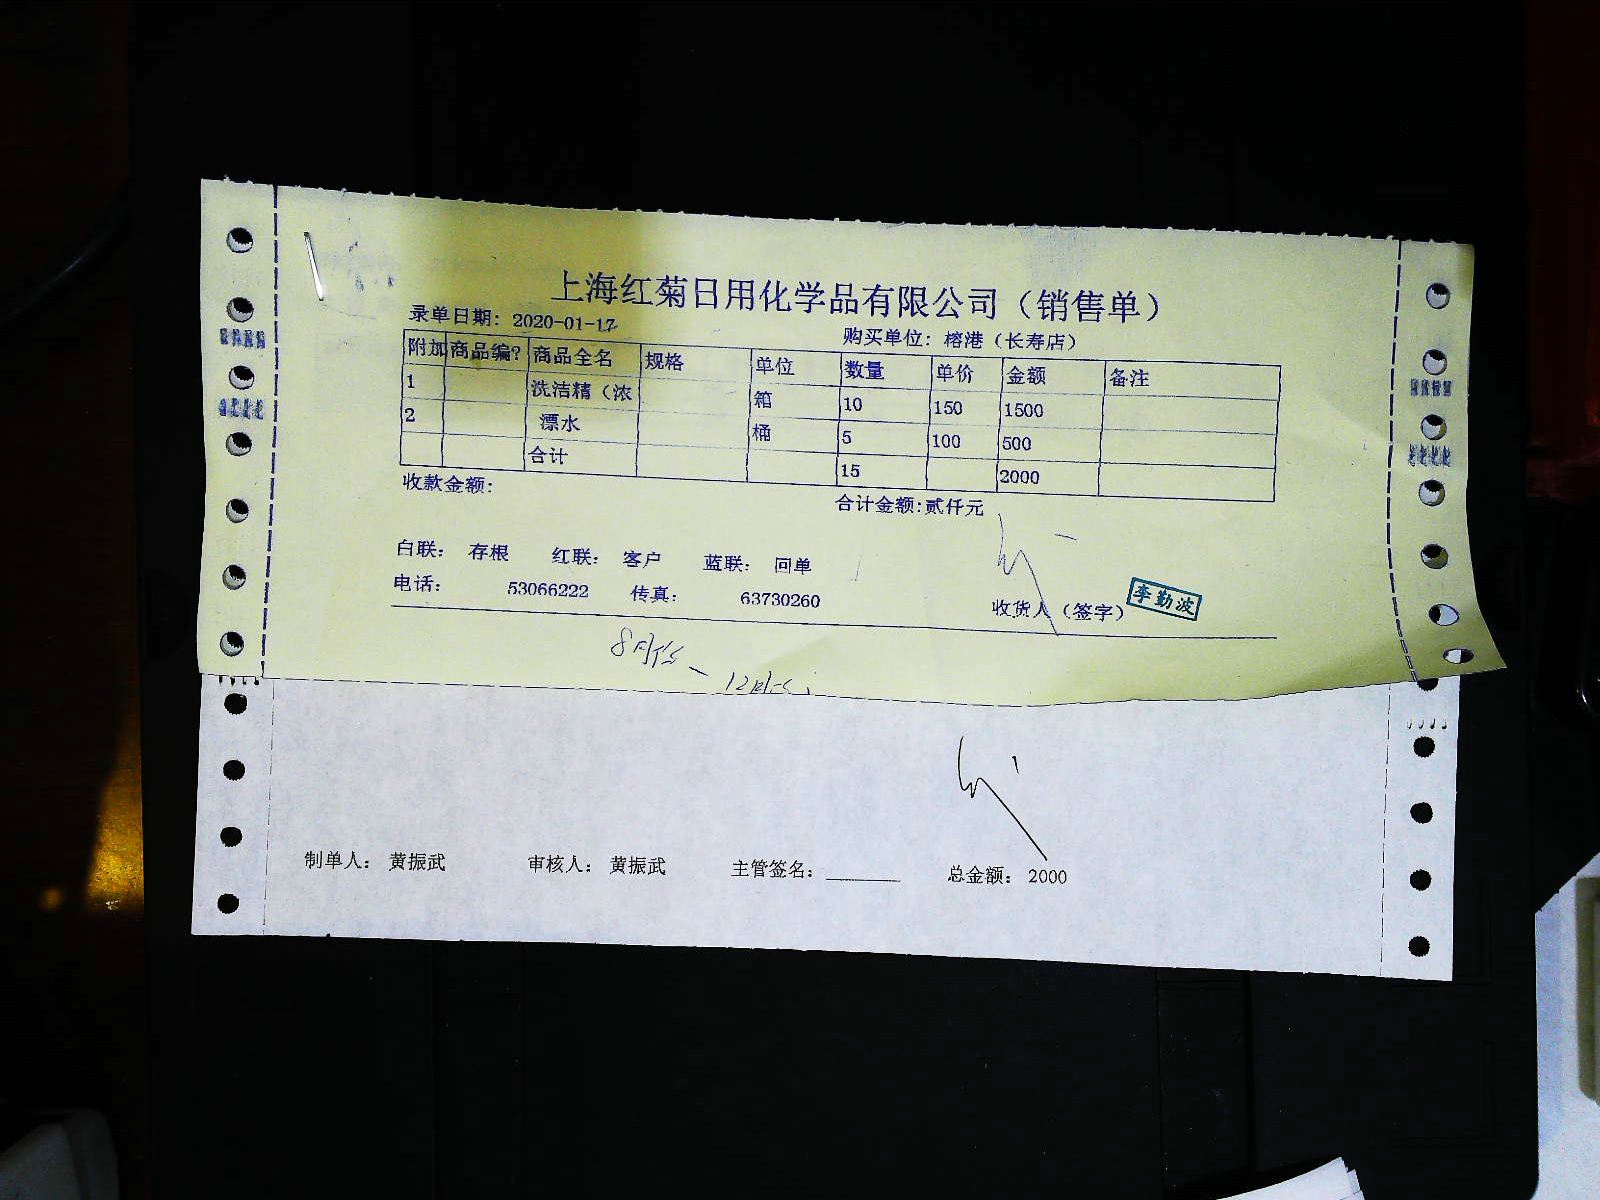 上海红菊日用化学品有限公司（销售单）
录单日期: 2020-01-17 购买单位: 榕港（长寿店）
附加 商品编? 商品全名 规格 单位 数量 单价 金额 备注
1 洗洁精（浓 箱 10 150 1500
2 漂水 桶 5 100 500
合计 15 2000
收款金额: 合计金额:贰仟元
白联: 存根 红联: 客户 蓝联: 回单
电话: 53066222 传真: 63730260 收货人（签字） 李勤波
制单人: 黄振武 审核人: 黄振武 主管签名: 总金额: 2000